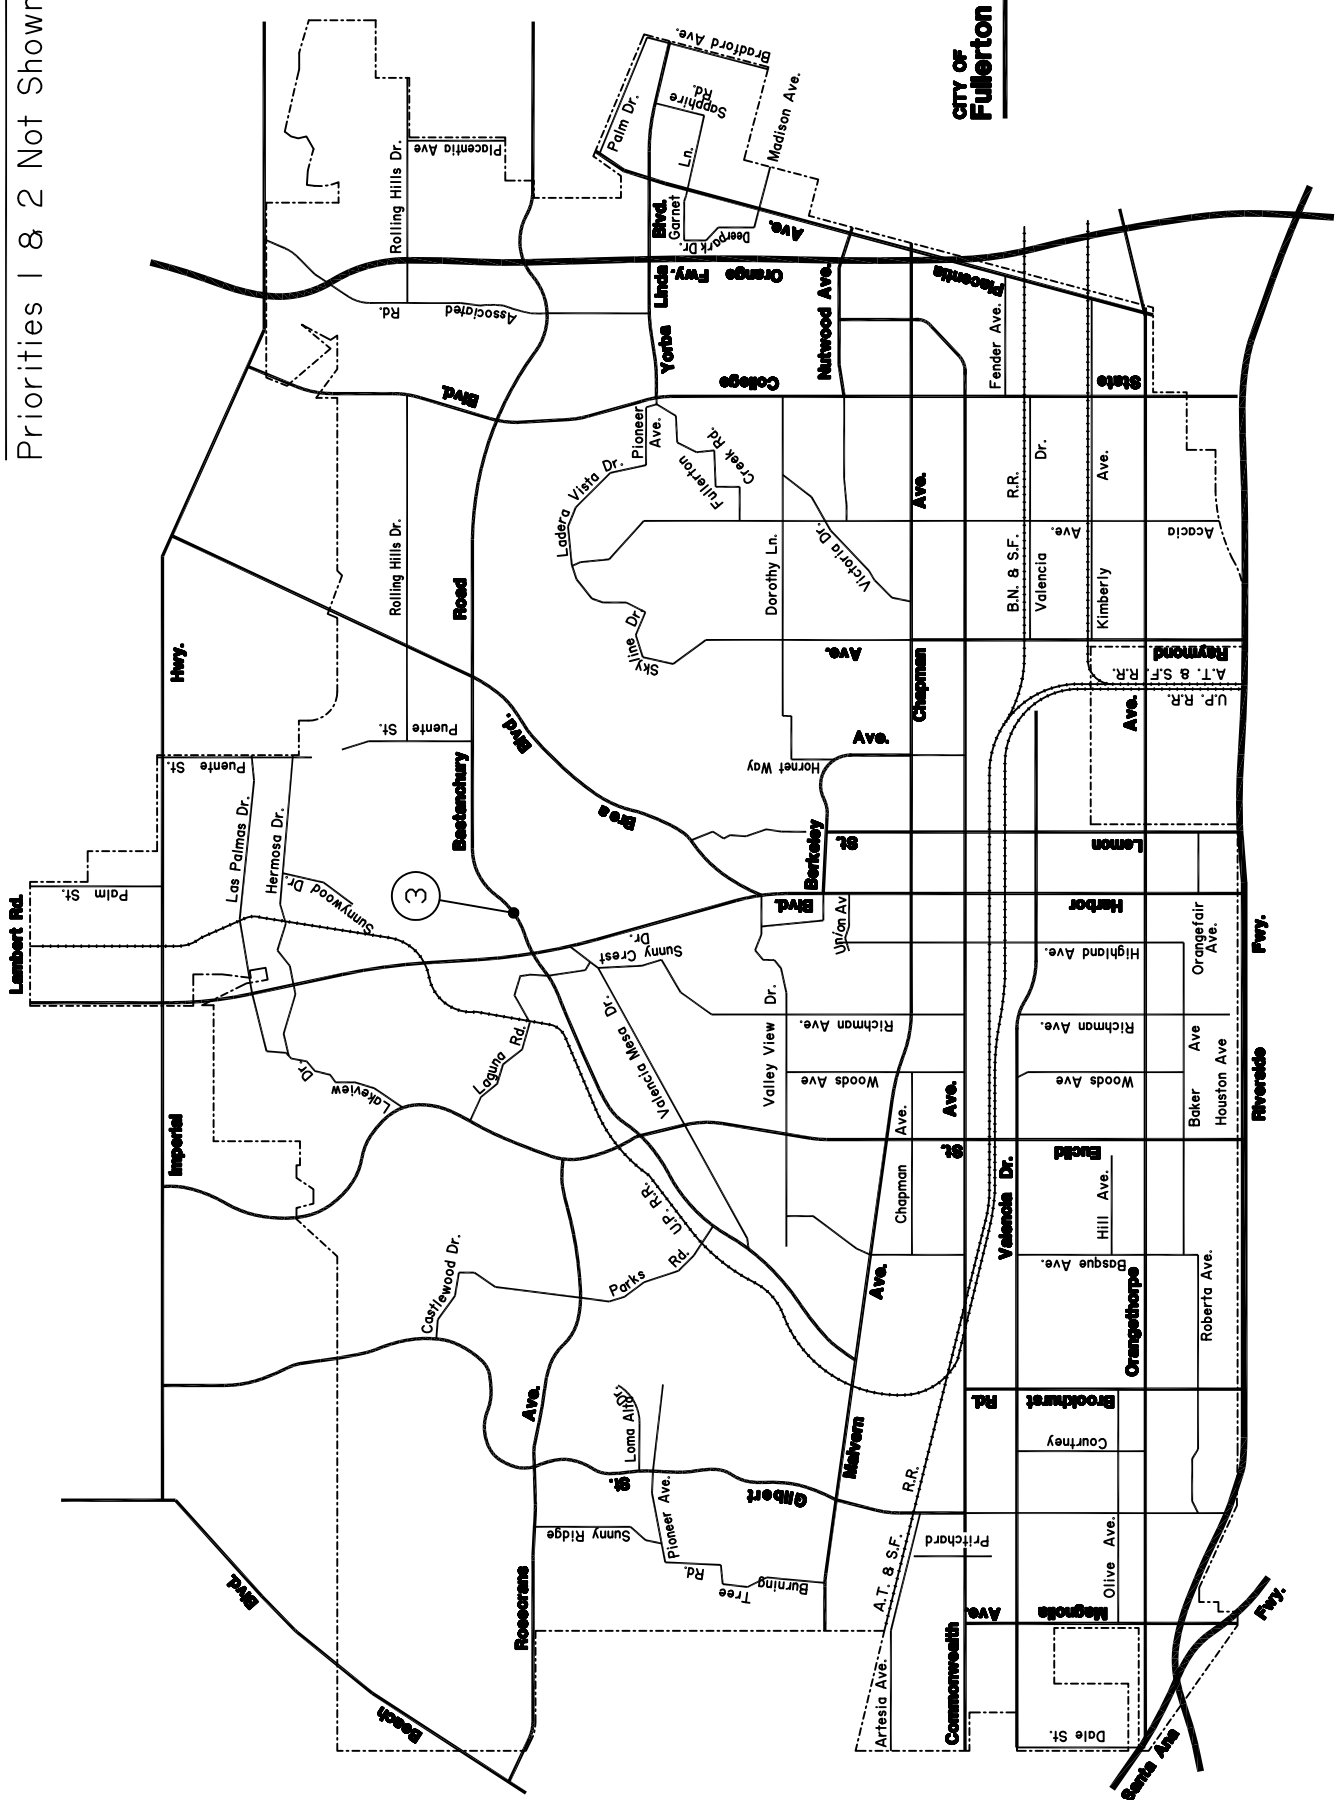 Priorities 1 & 2 Not Shown
CITY OF
Fullerton
Bradford Ave.
Palm Dr.
Sapphire
Rd.
Madison Ave.
Ln.
Placentia Ave
Rolling Hills Dr.
Blvd.
Garnet
Deerpark Dr.
Ave.
Linda
Orange Fwy.
Nutwood Ave.
Placentia
Associated
Rd.
Yorba
Fender Ave.
College
State
Blvd.
Pioneer
Ave.
Fullerton
Creek Rd.
Ladera Vista Dr.
Dr.
Ave.
Ave.
R.R.
Rolling Hills Dr.
Dorothy Ln.
Victoria Dr.
B.N. & S.F.
Valencia
Ave.
Acacia
Kimberly
Road
Skyline Dr.
Hwy.
Ave.
Chapman
Raymond
A.T. & S.F. R.R.
U.P. R.R.
Ave.
Puente St.
Blvd.
Ave.
Puente St.
Hornet Way
Las Palmas Dr.
Hermosa Dr.
Bastanchury
Brea
Berkeley
St.
Lemon
Lambert Rd.
Palm St.
Sunnywood Dr.
3
Blvd.
Union Av
Harbor
Orangefair
Ave.
Fwy.
Sunny Crest
Dr.
Highland Ave.
Valley View Dr.
Valencia Mesa Dr.
Richman Ave.
Richman Ave.
Laguna Rd.
Lakeview
Dr.
Woods Ave
Woods Ave
Baker Ave
Houston Ave
Riverside
Imperial
Ave.
Ave.
St.
Euclid
Chapman
Valencia Dr.
Hill Ave.
U.P. R.R.
Castlewood Dr.
Parks Rd.
Ave.
Basque Ave.
Orangethorpe
Roberta Ave.
Ave.
Loma Alta
Dr.
Rd.
Brookhurst
Courtney
Malvern
St.
Gilbert
R.R.
Sunny Ridge
Pioneer Ave.
Pritchard
A.T. & S.F.
Olive Ave.
Burning
Tree
Rd.
Blvd.
Rosecrans
Ave
Magnolia
Fwy.
Beach
Artesia Ave.
Commonwealth
Dale St.
Santa Ana